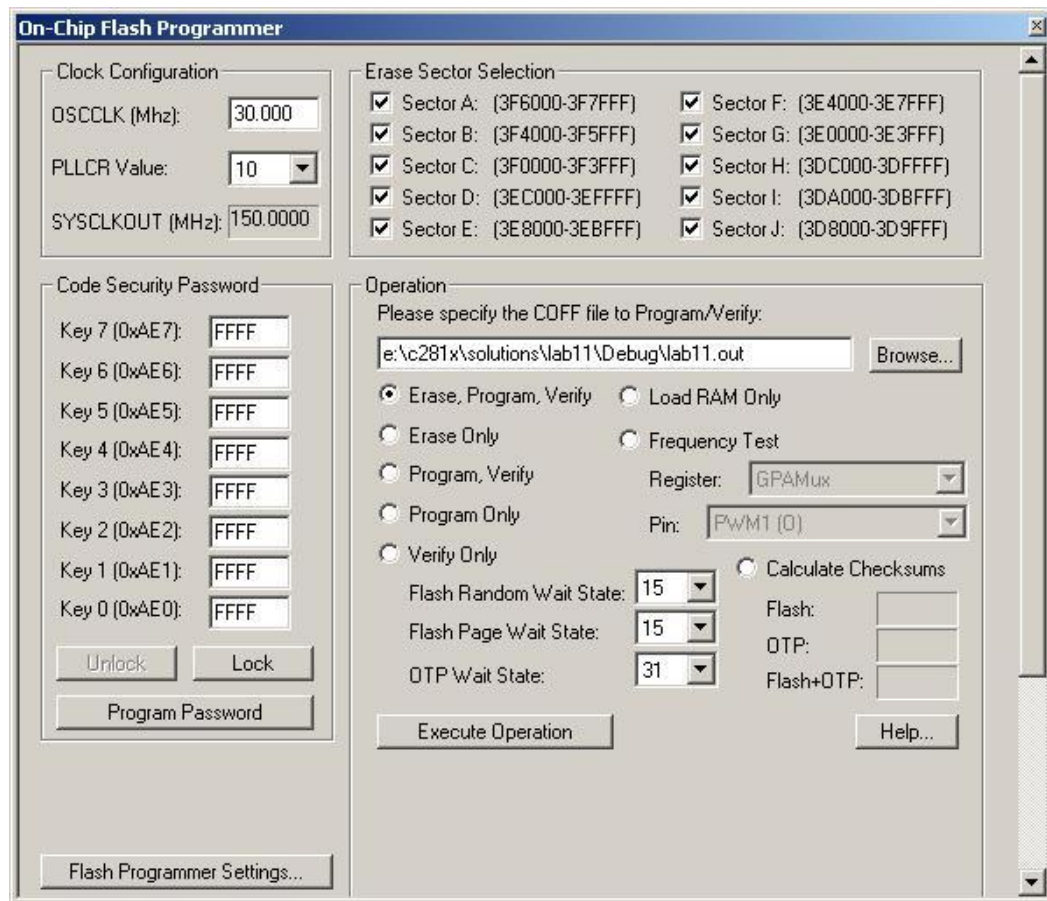 On-Chip Flash Programmer
Clock Configuration
OSCCLK (Mhz): 30.000
PLLCR Value: 10
SYSCLKOUT (MHz): 150.0000
Erase Sector Selection
Sector A: (3F6000-3F7FFF)
Sector B: (3F4000-3F5FFF)
Sector C: (3F0000-3F3FFF)
Sector D: (3EC000-3EFFFF)
Sector E: (3E8000-3EBFFF)
Sector F: (3E4000-3E7FFF)
Sector G: (3E0000-3E3FFF)
Sector H: (3DC000-3DFFFF)
Sector I: (3DA000-3DBFFF)
Sector J: (3D8000-3D9FFF)
Code Security Password
Key 7 (0xAE7): FFFF
Key 6 (0xAE6): FFFF
Key 5 (0xAE5): FFFF
Key 4 (0xAE4): FFFF
Key 3 (0xAE3): FFFF
Key 2 (0xAE2): FFFF
Key 1 (0xAE1): FFFF
Key 0 (0xAE0): FFFF
Unlock Lock
Program Password
Flash Programmer Settings...
Operation
Please specify the COFF file to Program/Verify:
e:\c281x\solutions\lab11\Debug\lab11.out Browse...
Erase, Program, Verify
Erase Only
Program, Verify
Program Only
Verify Only
Load RAM Only
Frequency Test
Register: GPAMux
Pin: PWM1 (0)
Flash Random Wait State: 15
Flash Page Wait State: 15
OTP Wait State: 31
Calculate Checksums
Flash:
OTP:
Flash+OTP:
Execute Operation
Help...